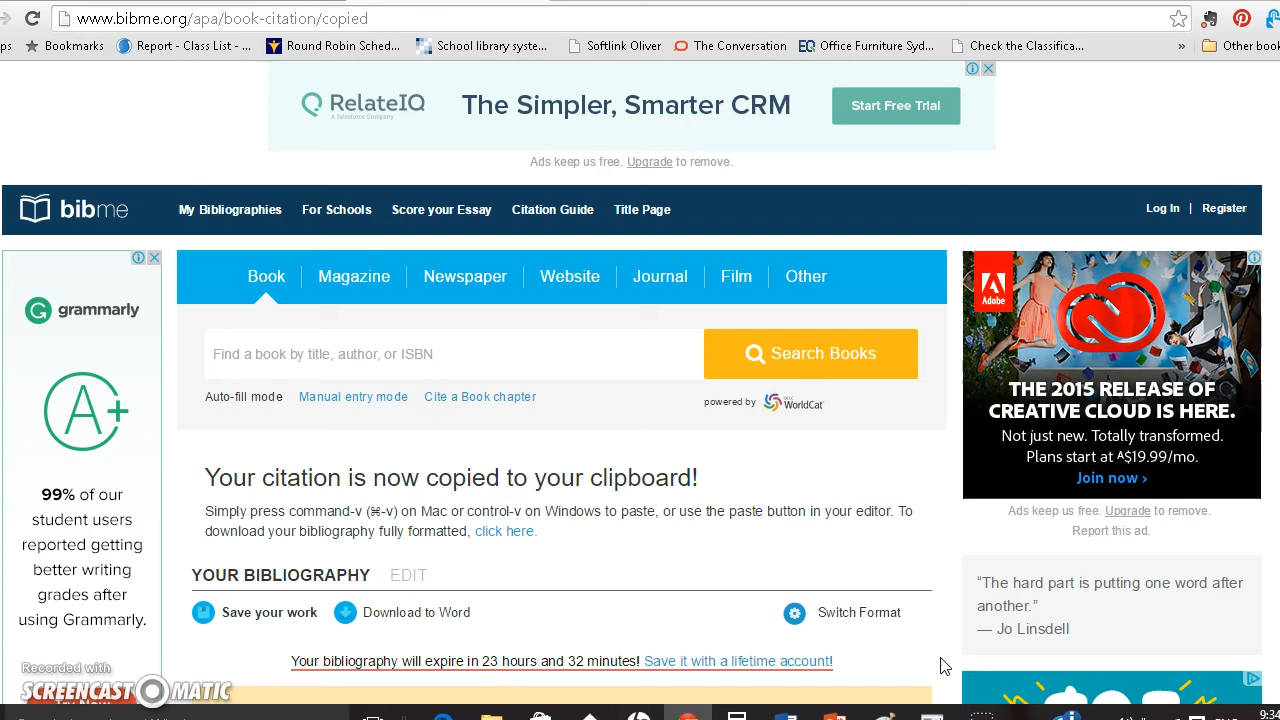 www.bibme.org/apa/book-citation/copied
ps Bookmarks Report - Class List - ... Round Robin Sched... School library syste... Softlink Oliver The Conversation EQ Office Furniture Syd... Check the Classifica... » Other book
RelateIQ
A Salesforce Company
The Simpler, Smarter CRM
Start Free Trial
Ads keep us free. Upgrade to remove.
bibme My Bibliographies For Schools Score your Essay Citation Guide Title Page Log In | Register
grammarly
A+
99% of our
student users
reported getting
better writing
grades after
using Grammarly.
Book Magazine Newspaper Website Journal Film Other
Find a book by title, author, or ISBN
Search Books
Auto-fill mode Manual entry mode Cite a Book chapter
powered by WorldCat
Your citation is now copied to your clipboard!
Simply press command-v (⌘-v) on Mac or control-v on Windows to paste, or use the paste button in your editor. To
download your bibliography fully formatted, click here.
YOUR BIBLIOGRAPHY EDIT
Save your work Download to Word Switch Format
Your bibliography will expire in 23 hours and 32 minutes! Save it with a lifetime account!
Adobe
THE 2015 RELEASE OF
CREATIVE CLOUD IS HERE.
Not just new. Totally transformed.
Plans start at A$19.99/mo.
Join now ›
Ads keep us free. Upgrade to remove.
Report this ad.
“The hard part is putting one word after
another.”
— Jo Linsdell
Recorded with
SCREENCAST MATIC